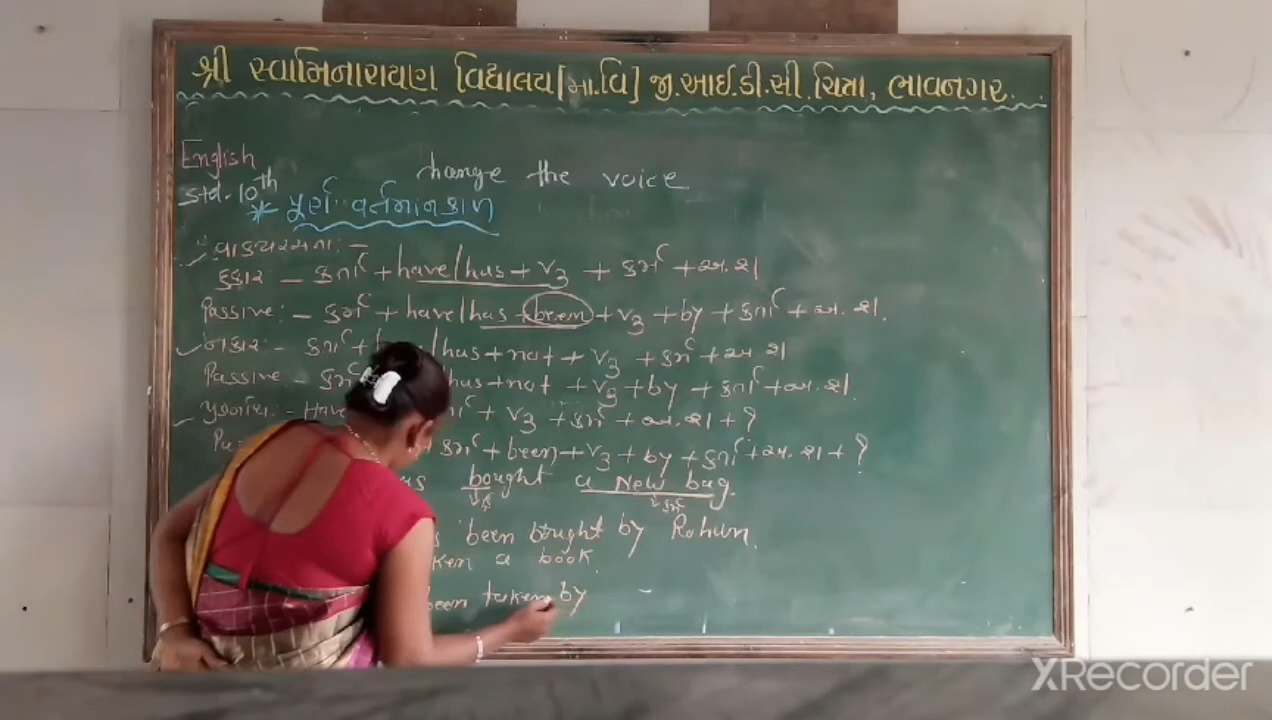 શ્રી સ્વામિનારાયણ વિદ્યાલય [મા.વિ] જી.આઈ.ડી.સી ચિત્રા, ભાવનગર.
English
change the voice
Std. 10th
* પૂર્ણ વર્તમાનકાળ
વાક્યરચના:-
હકાર - કર્તા + have/has + V3 + કર્મ + અ.શ
Passive: - કર્મ + have/has + been + V3 + by + કર્તા + અ.શ.
નકાર - કર્તા + /has + not + V3 + કર્મ + અ.શ
Passive - કર્મ has + not + V3 + by + કર્તા + અ.શ.
પ્રશ્નાર્થ: - Have + V3 + કર્મ + અ.શ + ?
કર્મ + been + V3 + by + કર્તા + અ.શ + ?
bought a New bag.
been bought by Rohan.
a book.
been taken by
XRecorder